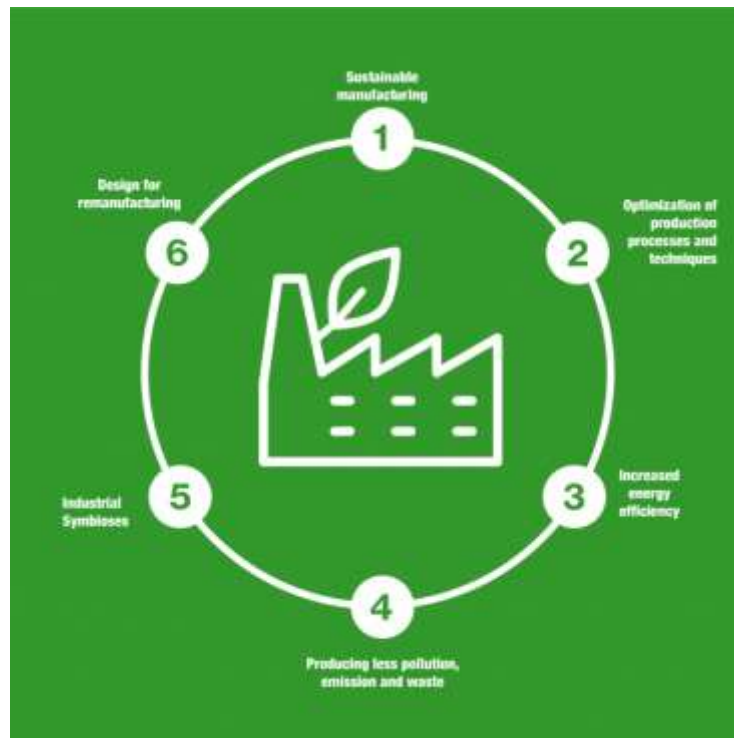 Sustainable
manufacturing
1
Optimization of
production
processes and
techniques
2
Increased
energy
efficiency
3
4
Producing less pollution,
emission and waste
Industrial
Symbioses
5
Design for
remanufacturing
6